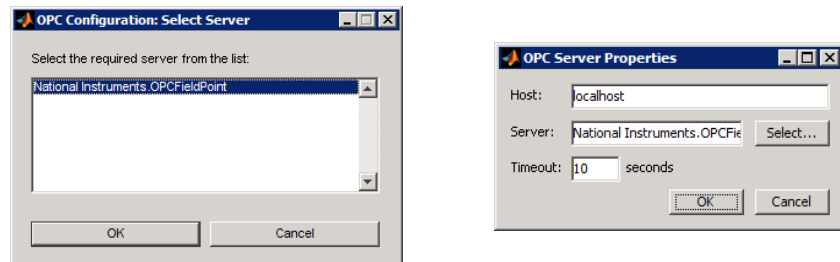 OPC Configuration: Select Server
Select the required server from the list:
National Instruments.OPCFieldPoint
OK Cancel
OPC Server Properties
Host: localhost
Server: National Instruments.OPCFie Select...
Timeout: 10 seconds
OK Cancel